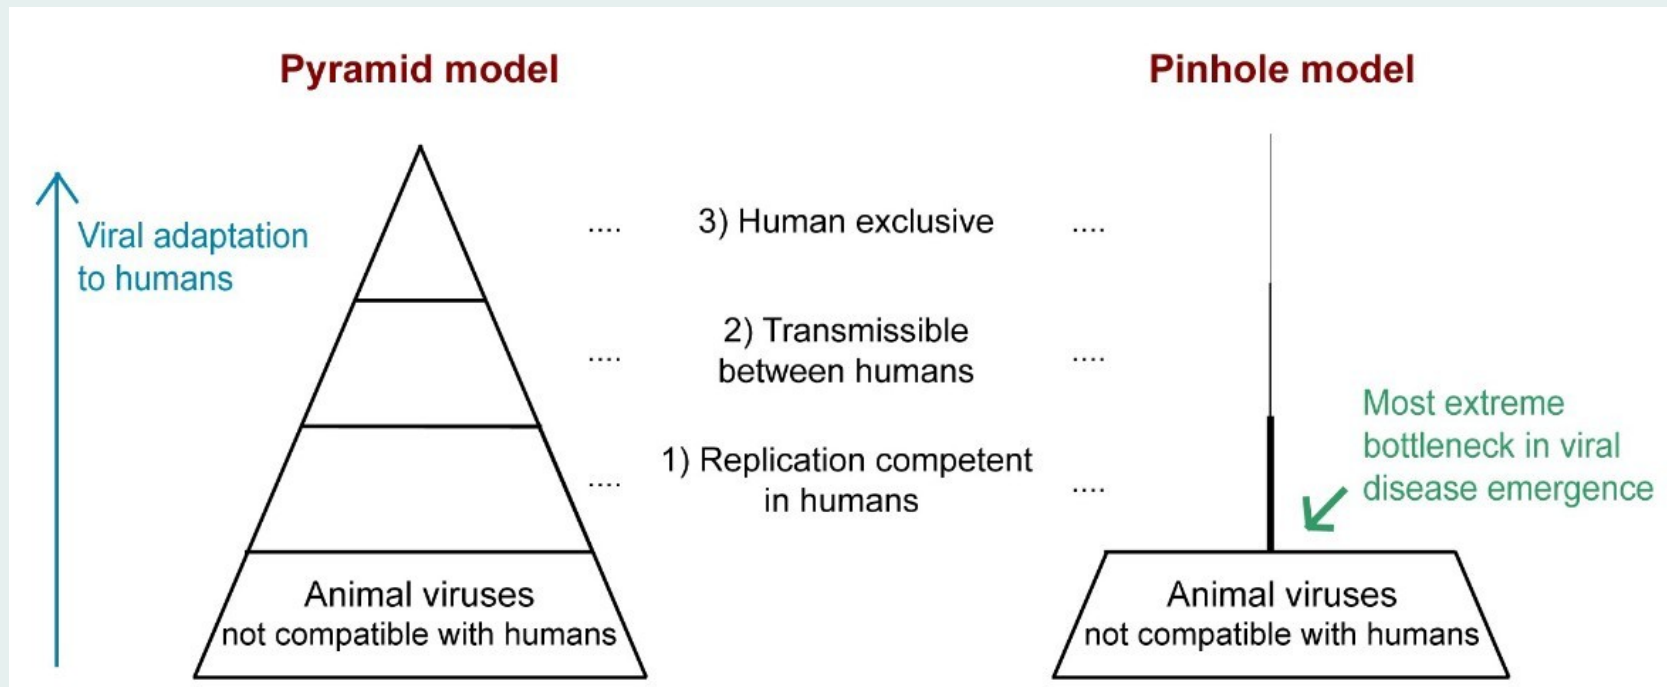 Pyramid model
Pinhole model
Viral adaptation
to humans
.... 3) Human exclusive ....
.... 2) Transmissible
between humans ....
.... 1) Replication competent
in humans ....
Most extreme
bottleneck in viral
disease emergence
Animal viruses
not compatible with humans
Animal viruses
not compatible with humans